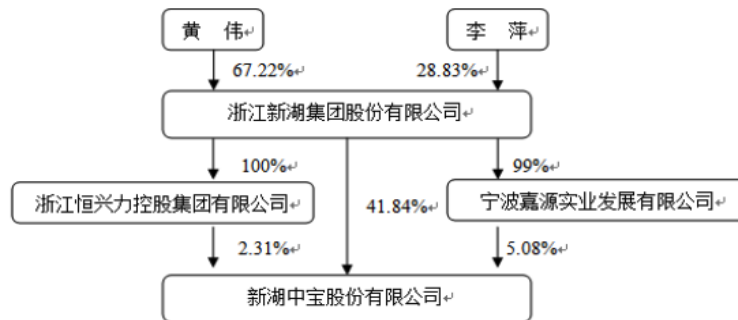 黄 伟 李 萍
67.22% 28.83%
浙江新湖集团股份有限公司
100% 99%
浙江恒兴力控股集团有限公司 41.84% 宁波嘉源实业发展有限公司
2.31% 5.08%
新湖中宝股份有限公司